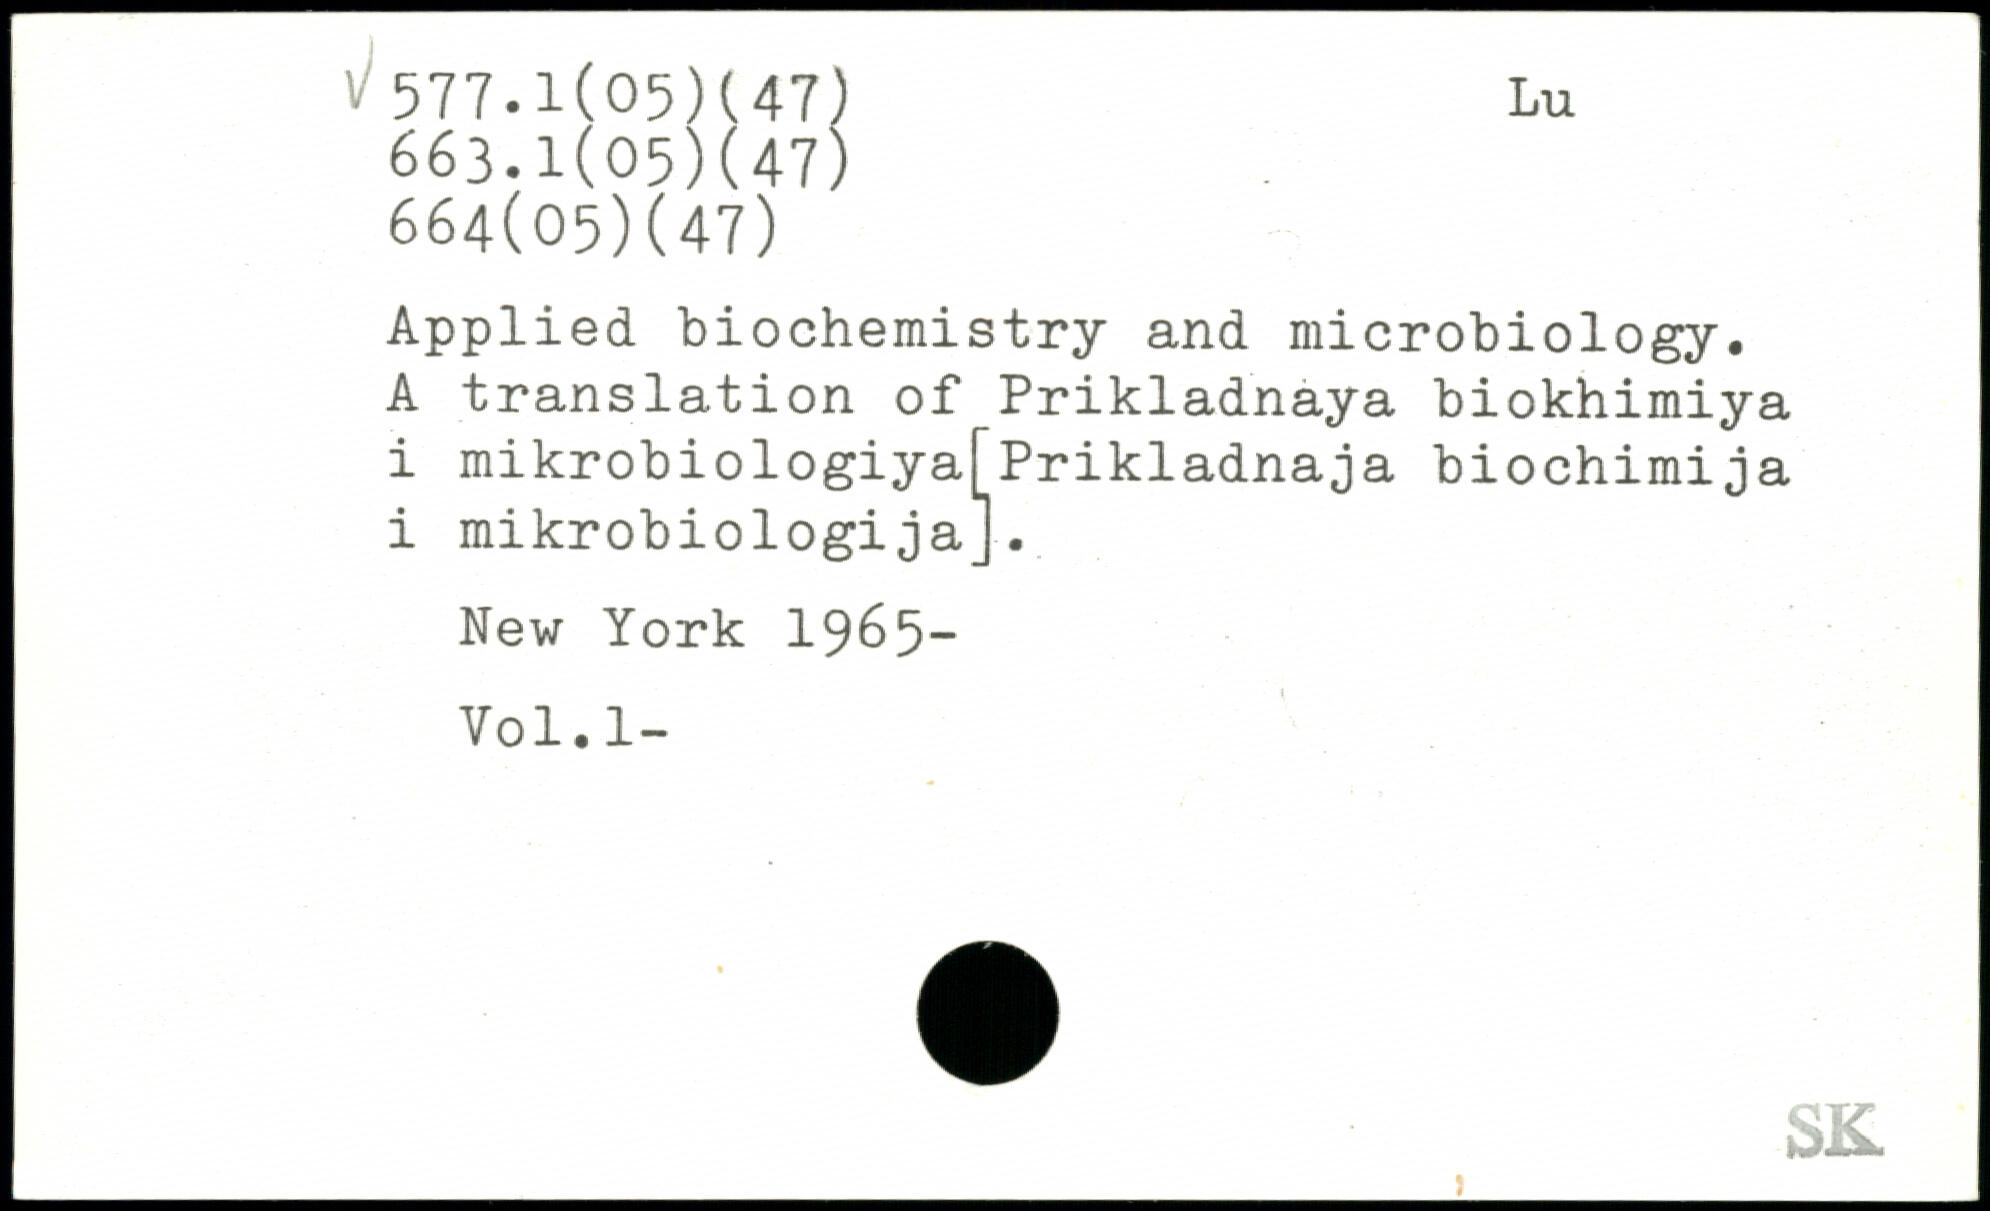 √ 577.1(05)(47) Lu
663.1(05)(47)
664(05)(47)
Applied biochemistry and microbiology.
A translation of Prikladnaya biokhimiya
i mikrobiologiya[Prikladnaja biochimija
i mikrobiologija].
New York 1965-
Vol.1-
SK